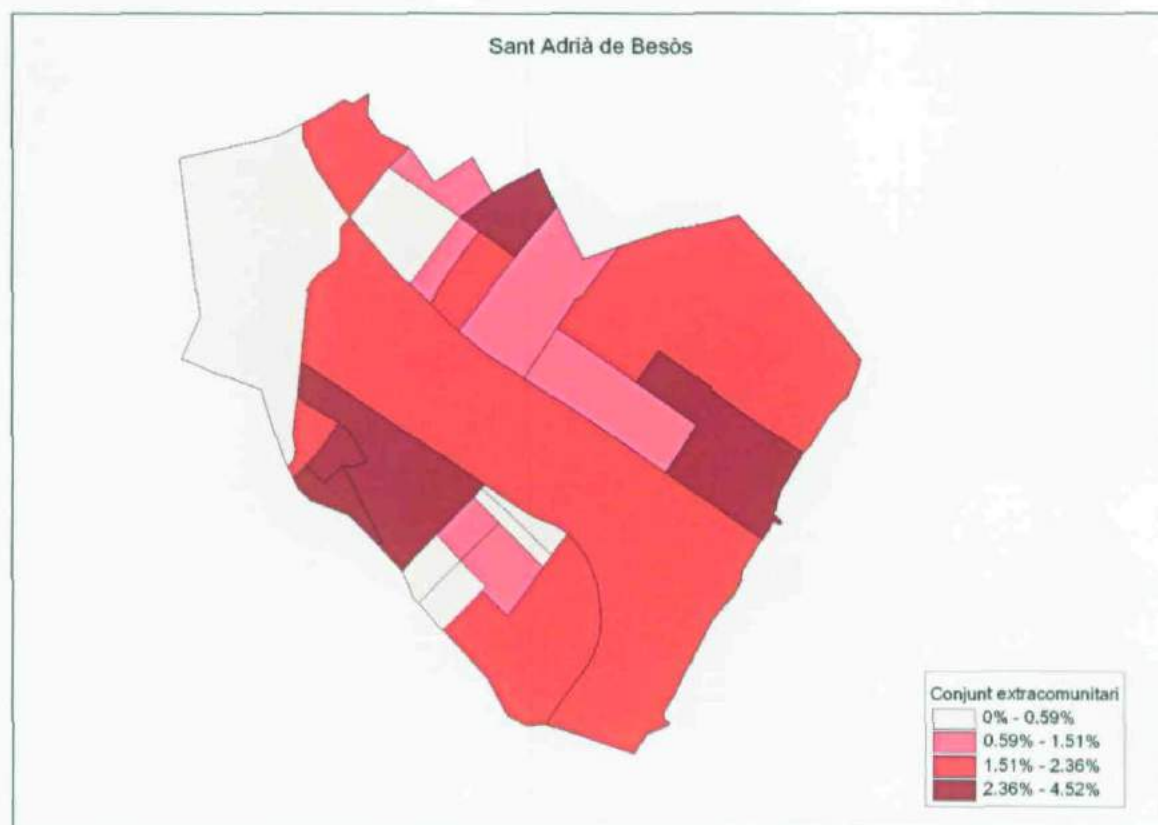 Sant Adrià de Besòs
Conjunt extracomunitari
0% - 0.59%
0.59% - 1.51%
1.51% - 2.36%
2.36% - 4.52%